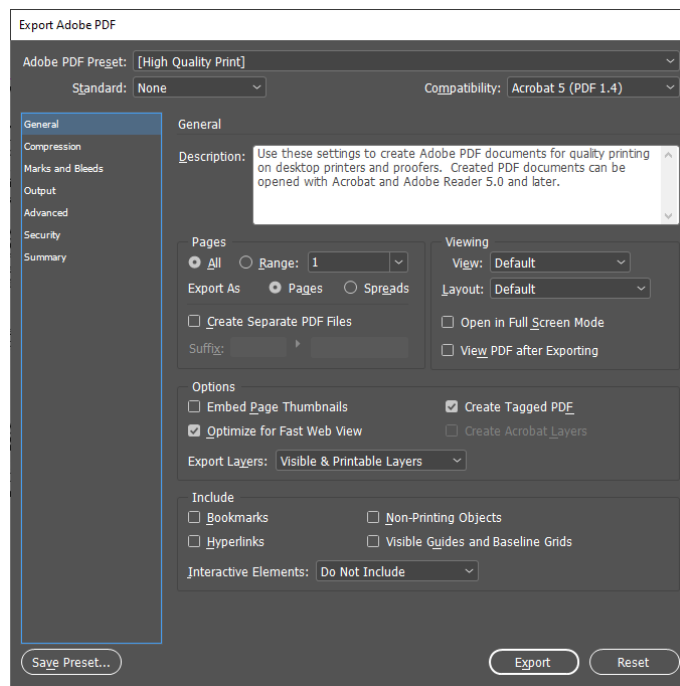 Export Adobe PDF
Adobe PDF Preset: [High Quality Print]
Standard: None Compatibility: Acrobat 5 (PDF 1.4)
General
Compression
Marks and Bleeds
Output
Advanced
Security
Summary
General
Description: Use these settings to create Adobe PDF documents for quality printing
on desktop printers and proofers. Created PDF documents can be
opened with Acrobat and Adobe Reader 5.0 and later.
Pages
All Range: 1
Export As Pages Spreads
Create Separate PDF Files
Suffix:
Viewing
View: Default
Layout: Default
Open in Full Screen Mode
View PDF after Exporting
Options
Embed Page Thumbnails Create Tagged PDF
Optimize for Fast Web View Create Acrobat Layers
Export Layers: Visible & Printable Layers
Include
Bookmarks Non-Printing Objects
Hyperlinks Visible Guides and Baseline Grids
Interactive Elements: Do Not Include
Save Preset... Export Reset